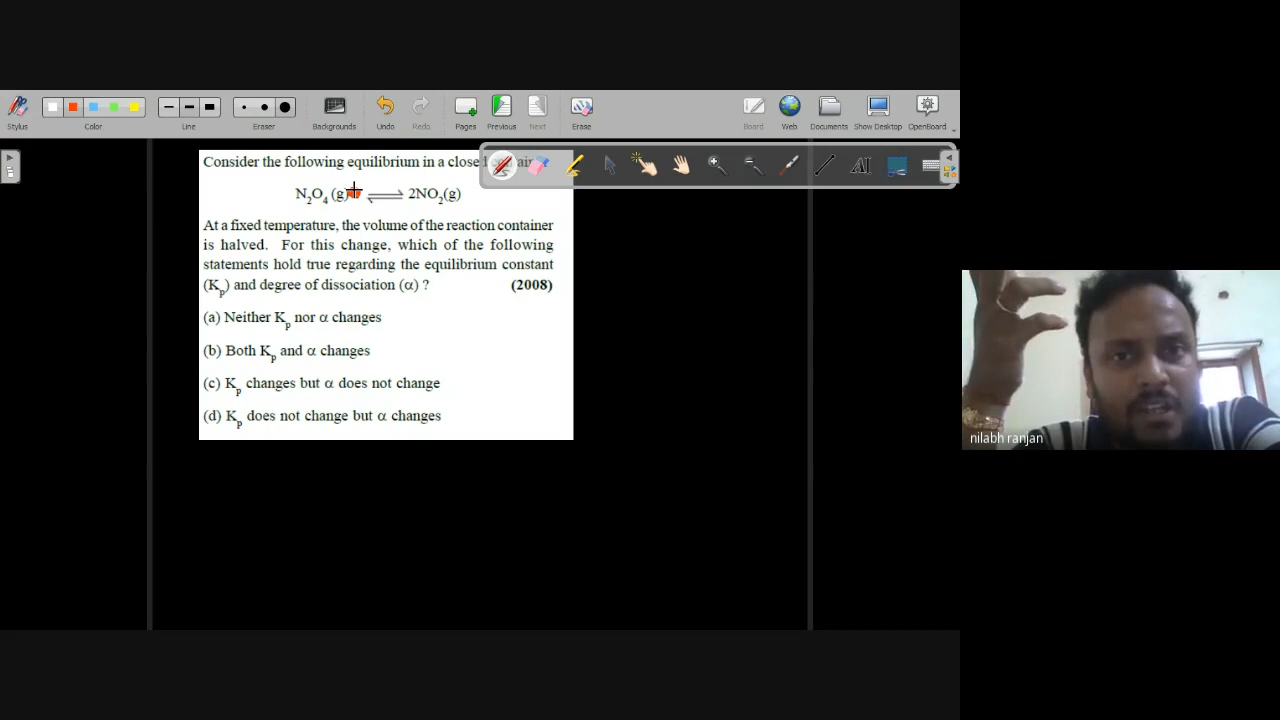 Stylus
Color
Line
Eraser
Backgrounds
Undo
Redo
Pages
Previous
Next
Erase
Board
Web
Documents
Show Desktop
OpenBoard
Consider the following equilibrium in a
N₂O₄ (g) ⇌ 2NO₂(g)
At a fixed temperature, the volume of the reaction container
is halved. For this change, which of the following
statements hold true regarding the equilibrium constant
(Kₚ) and degree of dissociation (α) ? (2008)
(a) Neither Kₚ nor α changes
(b) Both Kₚ and α changes
(c) Kₚ changes but α does not change
(d) Kₚ does not change but α changes
AI
nilabh ranjan